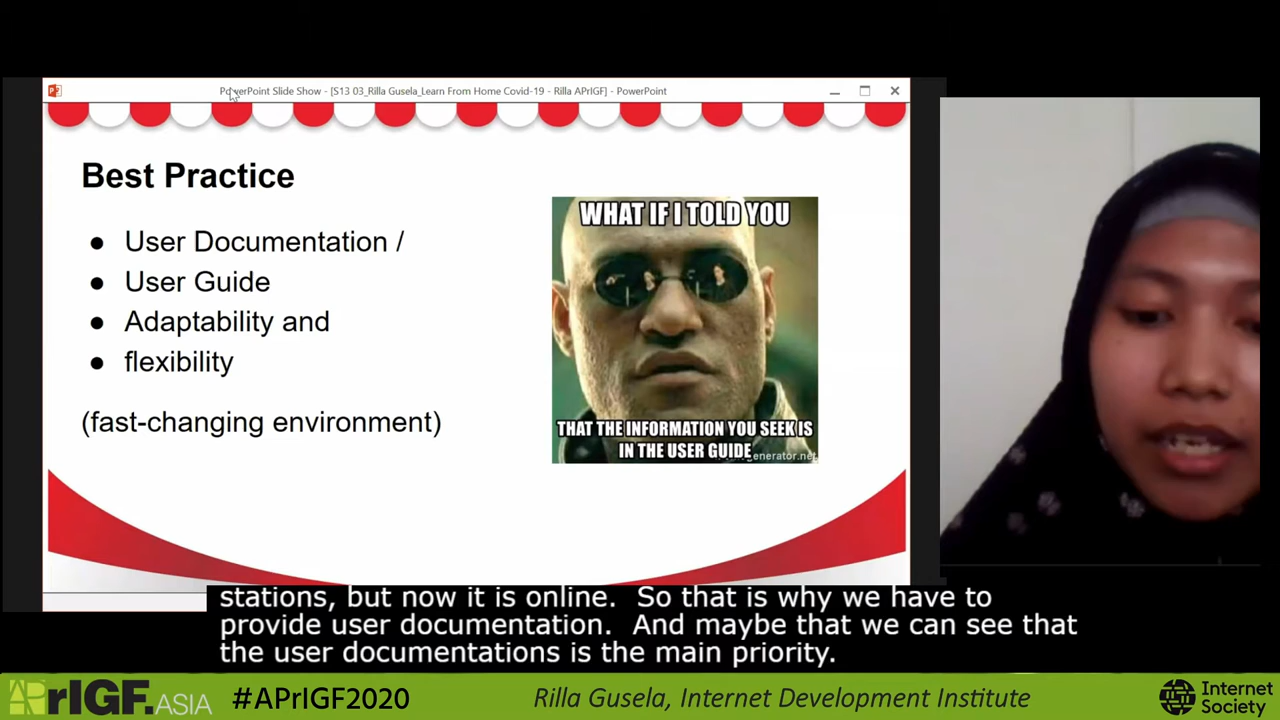 PowerPoint Slide Show - [S13 03_Rilla Gusela_Learn From Home Covid-19 - Rilla APrIGF] - PowerPoint
Best Practice
● User Documentation /
● User Guide
● Adaptability and
● flexibility
(fast-changing environment)
WHAT IF I TOLD YOU
THAT THE INFORMATION YOU SEEK IS
IN THE USER GUIDE
generator.net
stations, but now it is online. So that is why we have to
provide user documentation. And maybe that we can see that
the user documentations is the main priority.
APrIGF.ASIA
#APrIGF2020
Rilla Gusela, Internet Development Institute
Internet
Society